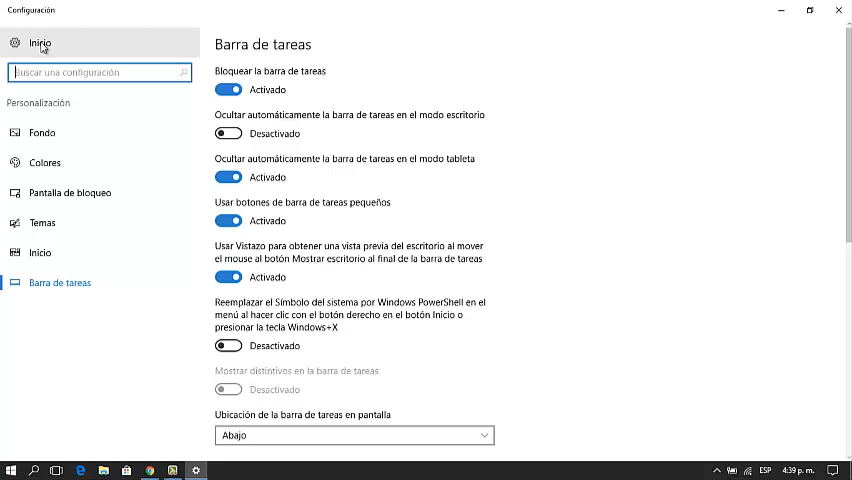 Configuración
Inicio
Buscar una configuración
Personalización
Fondo
Colores
Pantalla de bloqueo
Temas
Inicio
Barra de tareas
Barra de tareas
Bloquear la barra de tareas
Activado
Ocultar automáticamente la barra de tareas en el modo escritorio
Desactivado
Ocultar automáticamente la barra de tareas en el modo tableta
Activado
Usar botones de barra de tareas pequeños
Activado
Usar Vistazo para obtener una vista previa del escritorio al mover
el mouse al botón Mostrar escritorio al final de la barra de tareas
Activado
Reemplazar el Símbolo del sistema por Windows PowerShell en el
menú al hacer clic con el botón derecho en el botón Inicio o
presionar la tecla Windows+X
Desactivado
Mostrar distintivos en la barra de tareas
Desactivado
Ubicación de la barra de tareas en pantalla
Abajo
ESP
4:39 p. m.